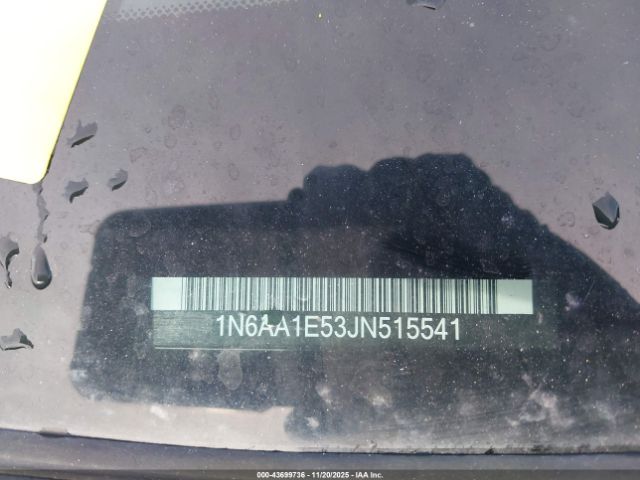 1N6AA1E53JN515541
000-43699736 - 11/20/2025 - © IAA, Inc.